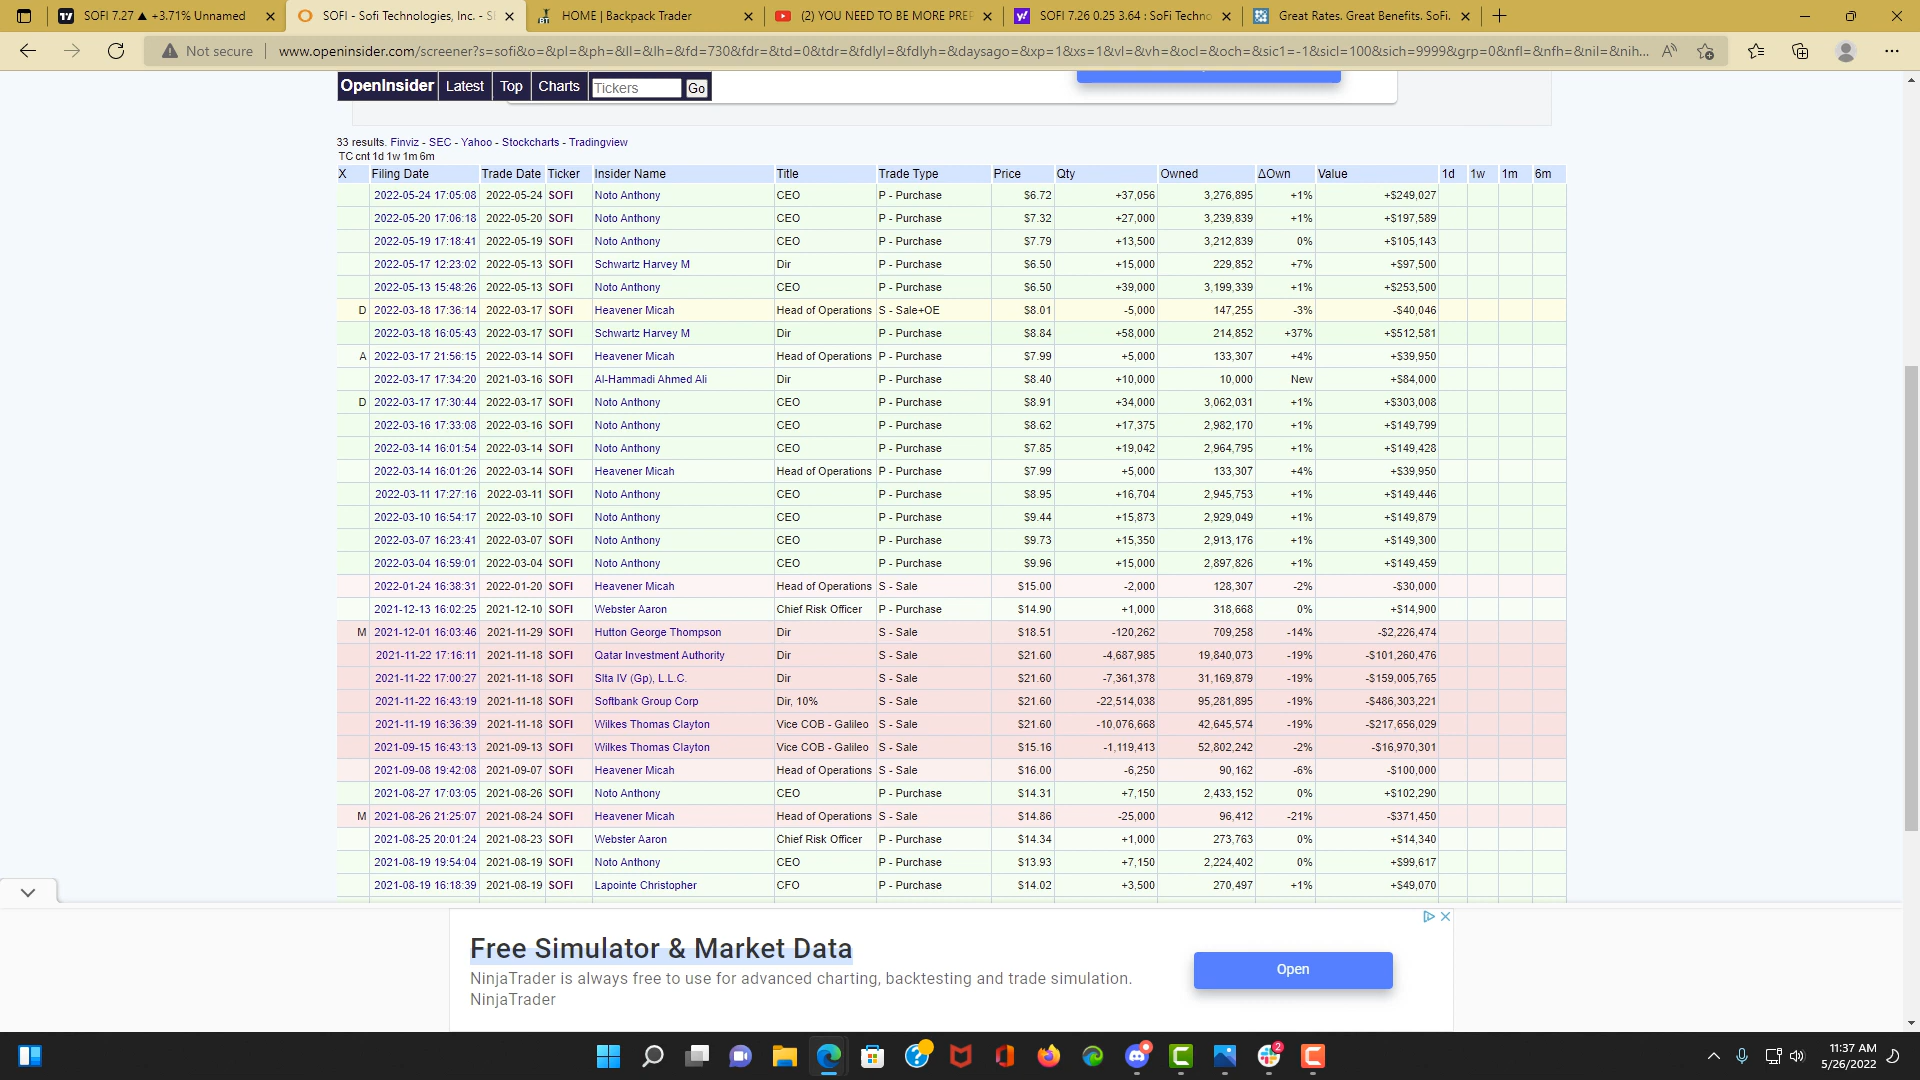 SOFI 7.27 ▲ +3.71% Unnamed
SOFI - Sofi Technologies, Inc. - S
HOME | Backpack Trader
(2) YOU NEED TO BE MORE PREP
SOFI 7.26 0.25 3.64 : SoFi Techno
Great Rates. Great Benefits. SoFi.
Not secure
www.openinsider.com/screener?s=sofi&o=&pl=&ph=&ll=&lh=&fd=730&fdr=&td=0&tdr=&fdlyl=&fdlyh=&daysago=&xp=1&xs=1&vl=&vh=&ocl=&och=&sic1=-1&sicl=100&sich=9999&grp=0&nfl=&nfh=&nil=&nih...
OpenInsider Latest Top Charts Tickers Go
33 results. Finviz - SEC - Yahoo - Stockcharts - Tradingview
TC cnt 1d 1w 1m 6m
X Filing Date Trade Date Ticker Insider Name Title Trade Type Price Qty Owned ΔOwn Value 1d 1w 1m 6m
2022-05-24 17:05:08 2022-05-24 SOFI Noto Anthony CEO P - Purchase $6.72 +37,056 3,276,895 +1% +$249,027
2022-05-20 17:06:18 2022-05-20 SOFI Noto Anthony CEO P - Purchase $7.32 +27,000 3,239,839 +1% +$197,589
2022-05-19 17:18:41 2022-05-19 SOFI Noto Anthony CEO P - Purchase $7.79 +13,500 3,212,839 0% +$105,143
2022-05-17 12:23:02 2022-05-13 SOFI Schwartz Harvey M Dir P - Purchase $6.50 +15,000 229,852 +7% +$97,500
2022-05-13 15:48:26 2022-05-13 SOFI Noto Anthony CEO P - Purchase $6.50 +39,000 3,199,339 +1% +$253,500
D 2022-03-18 17:36:14 2022-03-17 SOFI Heavener Micah Head of Operations S - Sale+OE $8.01 -5,000 147,255 -3% -$40,046
2022-03-18 16:05:43 2022-03-17 SOFI Schwartz Harvey M Dir P - Purchase $8.84 +58,000 214,852 +37% +$512,581
A 2022-03-17 21:56:15 2022-03-14 SOFI Heavener Micah Head of Operations P - Purchase $7.99 +5,000 133,307 +4% +$39,950
2022-03-17 17:34:20 2021-03-16 SOFI Al-Hammadi Ahmed Ali Dir P - Purchase $8.40 +10,000 10,000 New +$84,000
D 2022-03-17 17:30:44 2022-03-17 SOFI Noto Anthony CEO P - Purchase $8.91 +34,000 3,062,031 +1% +$303,008
2022-03-16 17:33:08 2022-03-16 SOFI Noto Anthony CEO P - Purchase $8.62 +17,375 2,982,170 +1% +$149,799
2022-03-14 16:01:54 2022-03-14 SOFI Noto Anthony CEO P - Purchase $7.85 +19,042 2,964,795 +1% +$149,428
2022-03-14 16:01:26 2022-03-14 SOFI Heavener Micah Head of Operations P - Purchase $7.99 +5,000 133,307 +4% +$39,950
2022-03-11 17:27:16 2022-03-11 SOFI Noto Anthony CEO P - Purchase $8.95 +16,704 2,945,753 +1% +$149,446
2022-03-10 16:54:17 2022-03-10 SOFI Noto Anthony CEO P - Purchase $9.44 +15,873 2,929,049 +1% +$149,879
2022-03-07 16:23:41 2022-03-07 SOFI Noto Anthony CEO P - Purchase $9.73 +15,350 2,913,176 +1% +$149,300
2022-03-04 16:59:01 2022-03-04 SOFI Noto Anthony CEO P - Purchase $9.96 +15,000 2,897,826 +1% +$149,459
2022-01-24 16:38:31 2022-01-20 SOFI Heavener Micah Head of Operations S - Sale $15.00 -2,000 128,307 -2% -$30,000
2021-12-13 16:02:25 2021-12-10 SOFI Webster Aaron Chief Risk Officer P - Purchase $14.90 +1,000 318,668 0% +$14,900
M 2021-12-01 16:03:46 2021-11-29 SOFI Hutton George Thompson Dir S - Sale $18.51 -120,262 709,258 -14% -$2,226,474
2021-11-22 17:16:11 2021-11-18 SOFI Qatar Investment Authority Dir S - Sale $21.60 -4,687,985 19,840,073 -19% -$101,260,476
2021-11-22 17:00:27 2021-11-18 SOFI Slta IV (Gp), L.L.C. Dir S - Sale $21.60 -7,361,378 31,169,879 -19% -$159,005,765
2021-11-22 16:43:19 2021-11-18 SOFI Softbank Group Corp Dir, 10% S - Sale $21.60 -22,514,038 95,281,895 -19% -$486,303,221
2021-11-19 16:36:39 2021-11-18 SOFI Wilkes Thomas Clayton Vice COB - Galileo S - Sale $21.60 -10,076,668 42,645,574 -19% -$217,656,029
2021-09-15 16:43:13 2021-09-13 SOFI Wilkes Thomas Clayton Vice COB - Galileo S - Sale $15.16 -1,119,413 52,802,242 -2% -$16,970,301
2021-09-08 19:42:08 2021-09-07 SOFI Heavener Micah Head of Operations S - Sale $16.00 -6,250 90,162 -6% -$100,000
2021-08-27 17:03:05 2021-08-26 SOFI Noto Anthony CEO P - Purchase $14.31 +7,150 2,433,152 0% +$102,290
M 2021-08-26 21:25:07 2021-08-24 SOFI Heavener Micah Head of Operations S - Sale $14.86 -25,000 96,412 -21% -$371,450
2021-08-25 20:01:24 2021-08-23 SOFI Webster Aaron Chief Risk Officer P - Purchase $14.34 +1,000 273,763 0% +$14,340
2021-08-19 19:54:04 2021-08-19 SOFI Noto Anthony CEO P - Purchase $13.93 +7,150 2,224,402 0% +$99,617
2021-08-19 16:18:39 2021-08-19 SOFI Lapointe Christopher CFO P - Purchase $14.02 +3,500 270,497 +1% +$49,070
Free Simulator & Market Data
NinjaTrader is always free to use for advanced charting, backtesting and trade simulation.
NinjaTrader
Open
2
11:37 AM
5/26/2022